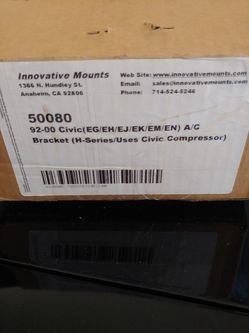 Innovative Mounts
1386 N. Hundley St.
Anaheim, CA 92806
Web Site: www.innovativemounts.com
Email: sales@innovativemounts.com
Phone: 714-524-5246
50080
92-00 Civic(EG/EH/EJ/EK/EM/EN) A/C
Bracket (H-Series/Uses Civic Compressor)